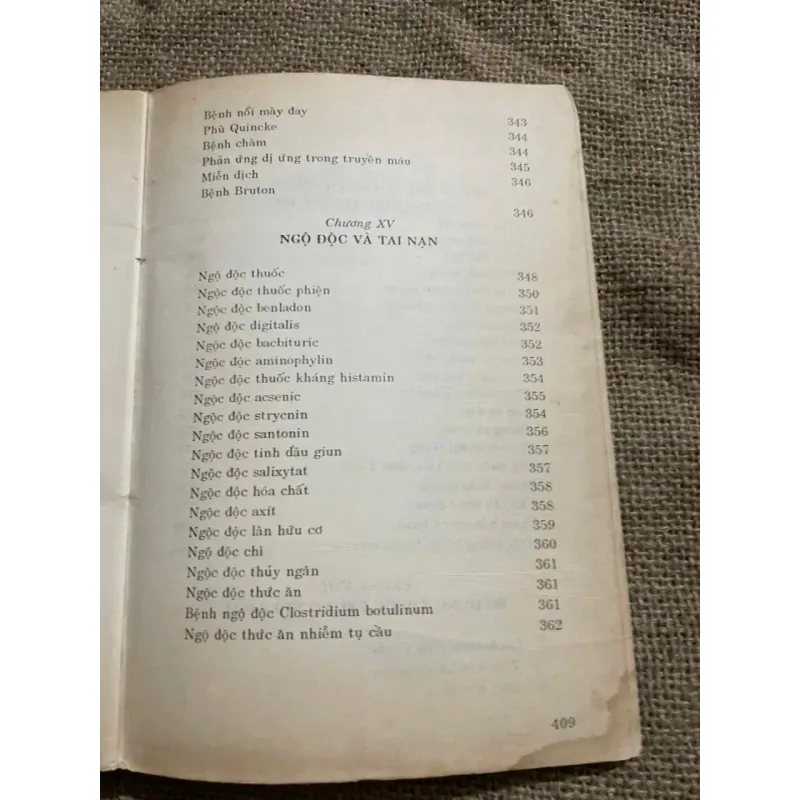 Bệnh nổi mày đay 343
Phù Quincke 344
Bệnh chàm 344
Phản ứng dị ứng trong truyền máu 345
Miễn dịch 346
Bệnh Bruton 346
Chương XV
NGỘ ĐỘC VÀ TAI NẠN
Ngộ độc thuốc 348
Ngộc độc thuốc phiện 350
Ngộc độc benladon 351
Ngộ độc digitalis 352
Ngộc độc bacbituric 352
Ngộc độc aminophylin 353
Ngộc độc thuốc kháng histamin 354
Ngộc độc acsenic 355
Ngộc độc strycnin 354
Ngộc độc santonin 356
Ngộc độc tinh dầu giun 357
Ngộc độc salixytat 357
Ngộc độc hóa chất 358
Ngộc độc axít 358
Ngộc độc lân hữu cơ 359
Ngộ độc chì 360
Ngộc độc thủy ngân 361
Ngộc độc thức ăn 361
Bệnh ngộ độc Clostridium botulinum 361
Ngộ độc thức ăn nhiễm tụ cầu 362
409